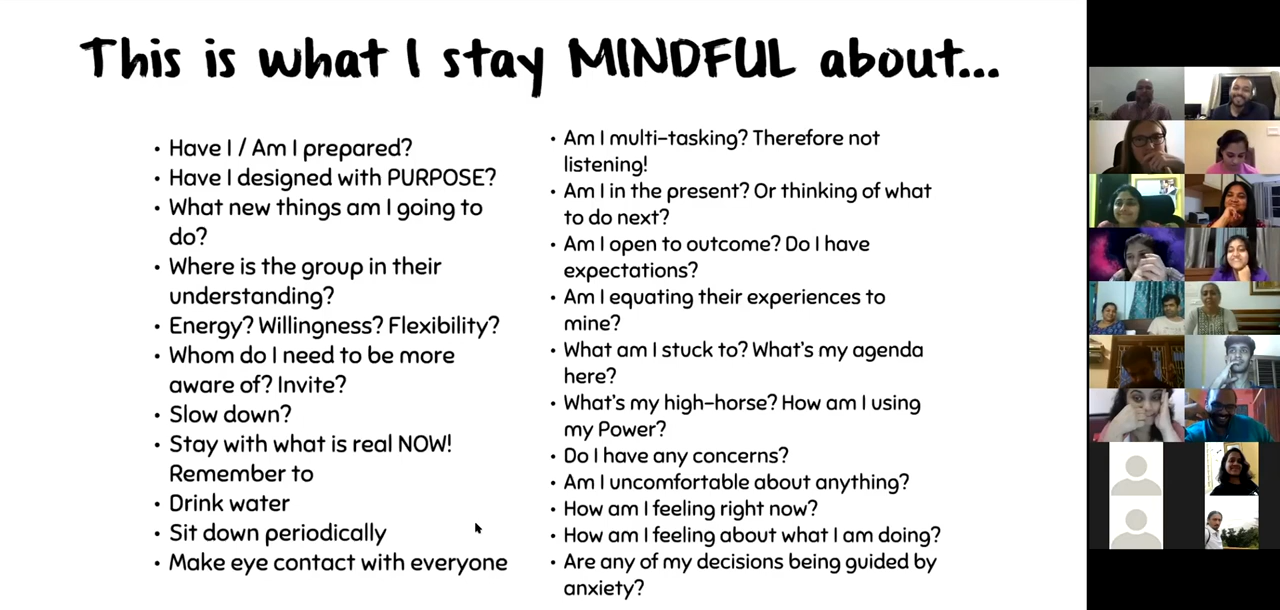 This is what I stay MINDFUL about...
• Have I / Am I prepared?
• Have I designed with PURPOSE?
• What new things am I going to
do?
• Where is the group in their
understanding?
• Energy? Willingness? Flexibility?
• Whom do I need to be more
aware of? Invite?
• Slow down?
• Stay with what is real NOW!
Remember to
• Drink water
• Sit down periodically
• Make eye contact with everyone
• Am I multi-tasking? Therefore not
listening!
• Am I in the present? Or thinking of what
to do next?
• Am I open to outcome? Do I have
expectations?
• Am I equating their experiences to
mine?
• What am I stuck to? What's my agenda
here?
• What's my high-horse? How am I using
my Power?
• Do I have any concerns?
• Am I uncomfortable about anything?
• How am I feeling right now?
• How am I feeling about what I am doing?
• Are any of my decisions being guided by
anxiety?